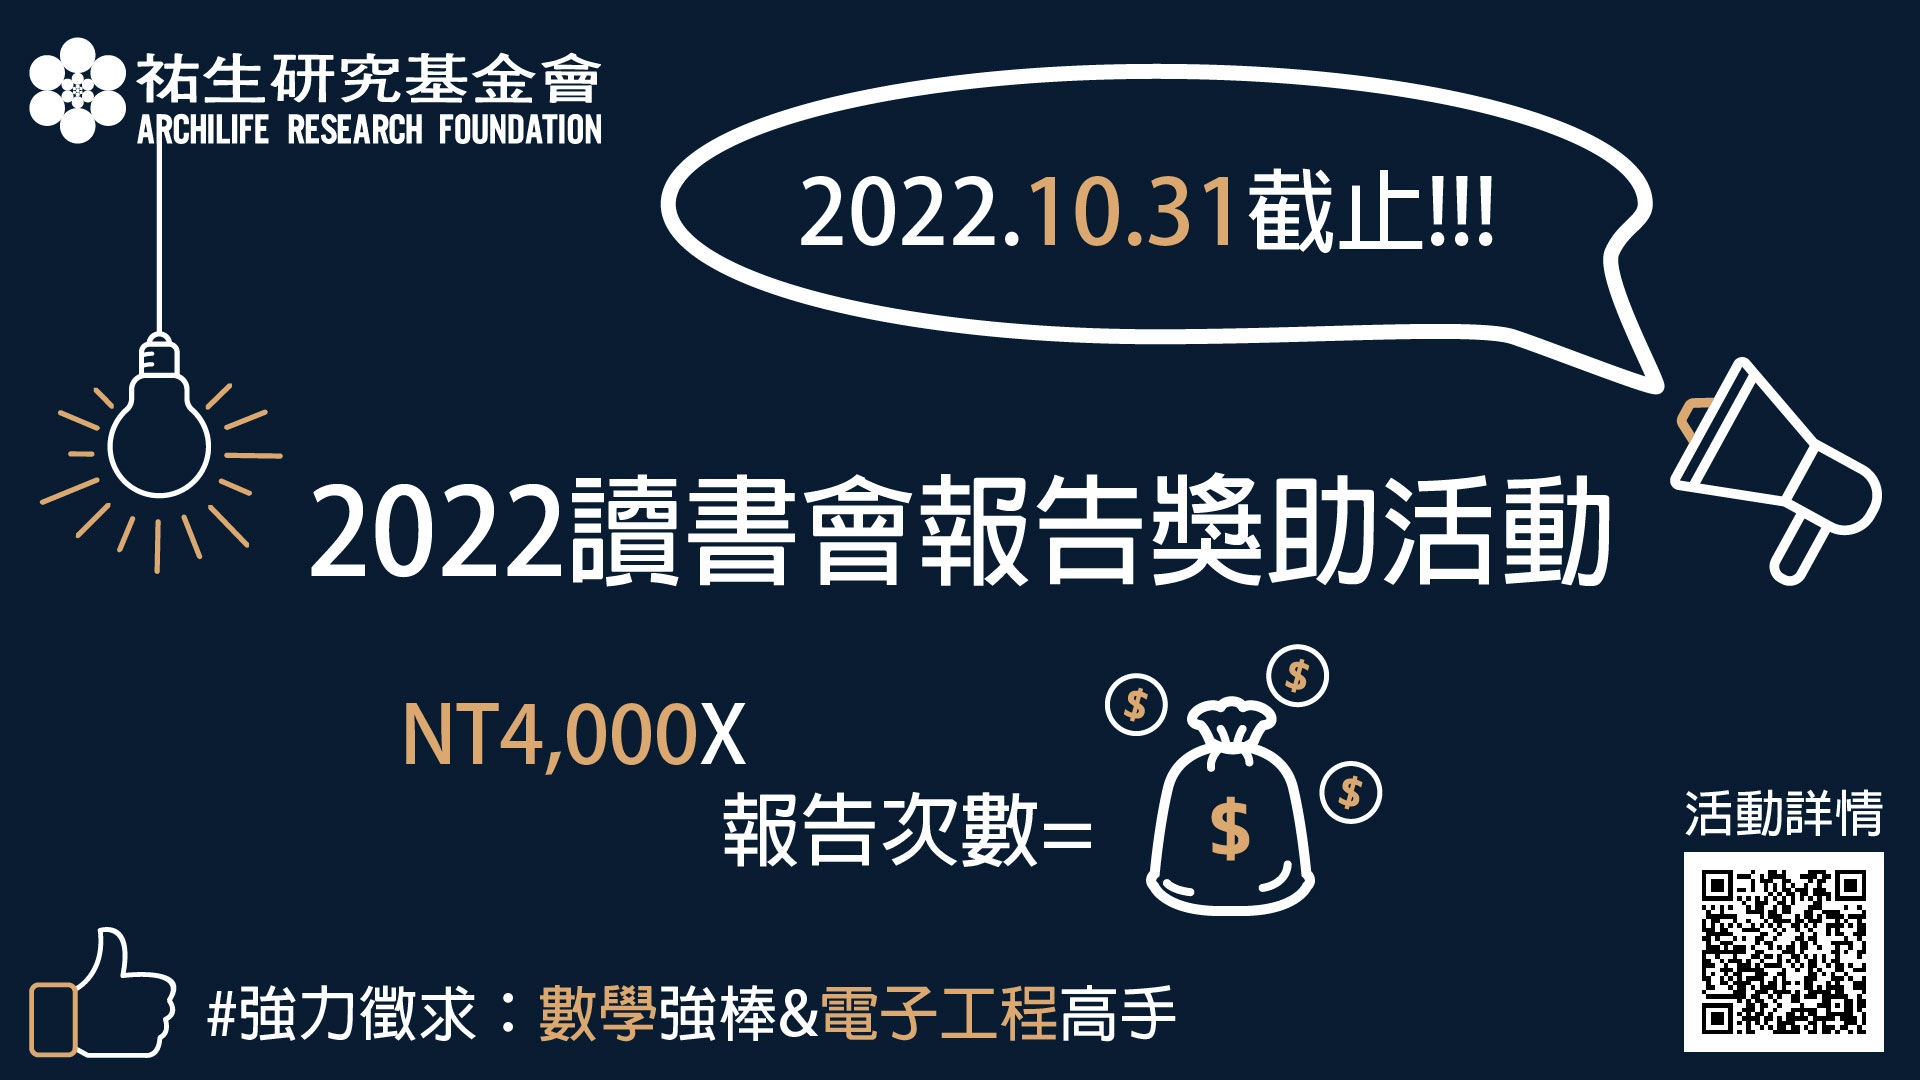 祐生研究基金會
ARCHILIFE RESEARCH FOUNDATION
2022.10.31截止!!!
2022讀書會報告獎助活動
NT4,000X
報告次數=
$
$
$
$
活動詳情
#強力徵求：數學強棒&電子工程高手